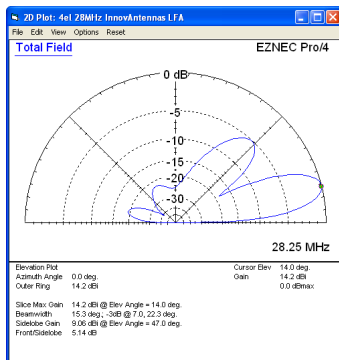 2D Plot: 4el 28MHz InnovAntennas LFA
File Edit View Options Reset
Total Field EZNEC Pro/4
0 dB
-5
-10
-15
-20
-30
28.25 MHz
Elevation Plot Cursor Elev 14.0 deg.
Azimuth Angle 0.0 deg. Gain 14.2 dBi
Outer Ring 14.2 dBi 0.0 dBmax
Slice Max Gain 14.2 dBi @ Elev Angle = 14.0 deg.
Beamwidth 15.3 deg.; -3dB @ 7.0, 22.3 deg.
Sidelobe Gain 9.06 dBi @ Elev Angle = 47.0 deg.
Front/Sidelobe 5.14 dB